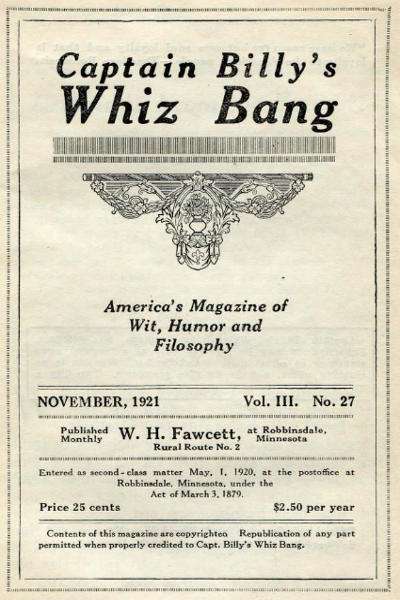 Captain Billy's
Whiz Bang
America's Magazine of
Wit, Humor and
Filosophy
NOVEMBER, 1921 Vol. III. No. 27
Published Monthly W. H. Fawcett, Rural Route No. 2 at Robbinsdale, Minnesota
Entered as second-class matter May, 1, 1920, at the postoffice at
Robbinsdale, Minnesota, under the
Act of March 3, 1879.
Price 25 cents $2.50 per year
Contents of this magazine are copyrighted Republication of any part
permitted when properly credited to Capt. Billy's Whiz Bang.